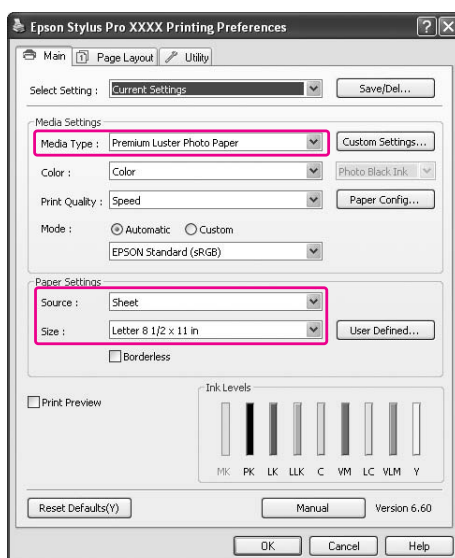 Epson Stylus Pro XXXX Printing Preferences
Main Page Layout Utility
Select Setting : Current Settings Save/Del...
Media Settings
Media Type : Premium Luster Photo Paper Custom Settings...
Color : Color Photo Black Ink
Print Quality : Speed Paper Config...
Mode : Automatic Custom
EPSON Standard (sRGB)
Paper Settings
Source : Sheet
Size : Letter 8 1/2 x 11 in User Defined...
Borderless
Print Preview
Ink Levels
MK PK LK LLK C VM LC VLM Y
Reset Defaults(Y) Manual Version 6.60
OK Cancel Help